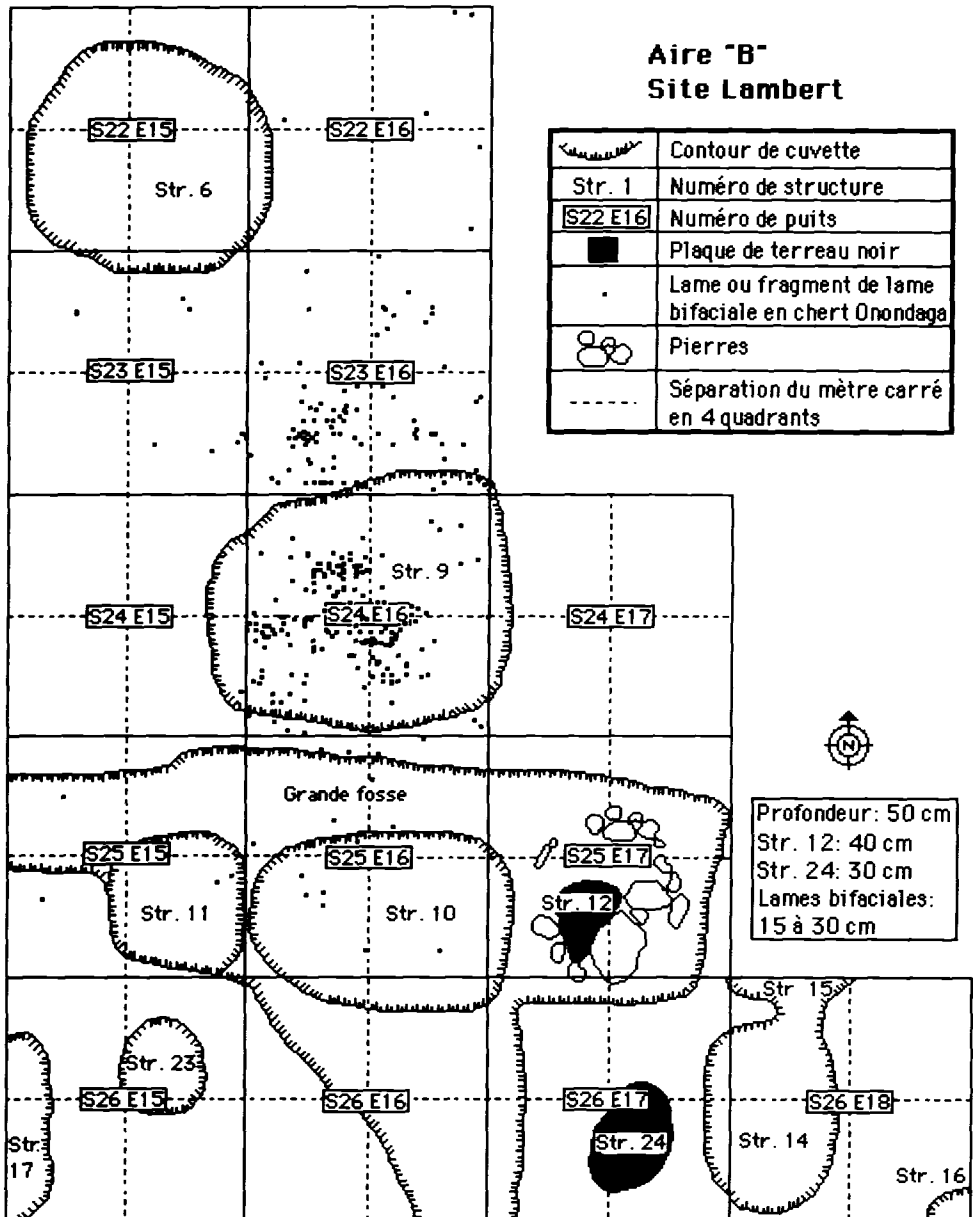 Aire "B"
Site Lambert
Contour de cuvette
Str. 1 Numéro de structure
S22 E16 Numéro de puits
Plaque de terreau noir
Lame ou fragment de lame
bifaciale en chert Onondaga
Pierres
Séparation du mètre carré
en 4 quadrants
S22 E15
S22 E16
Str. 6
S23 E15
S23 E16
Str. 9
S24 E15
S24 E16
S24 E17
N
Grande fosse
Profondeur: 50 cm
Str. 12: 40 cm
Str. 24: 30 cm
Lames bifaciales:
15 à 30 cm
S25 E15
S25 E16
S25 E17
Str. 11
Str. 10
Str. 12
Str. 15
Str. 23
S26 E15
S26 E16
S26 E17
S26 E18
Str.
17
Str. 24
Str. 14
Str. 16